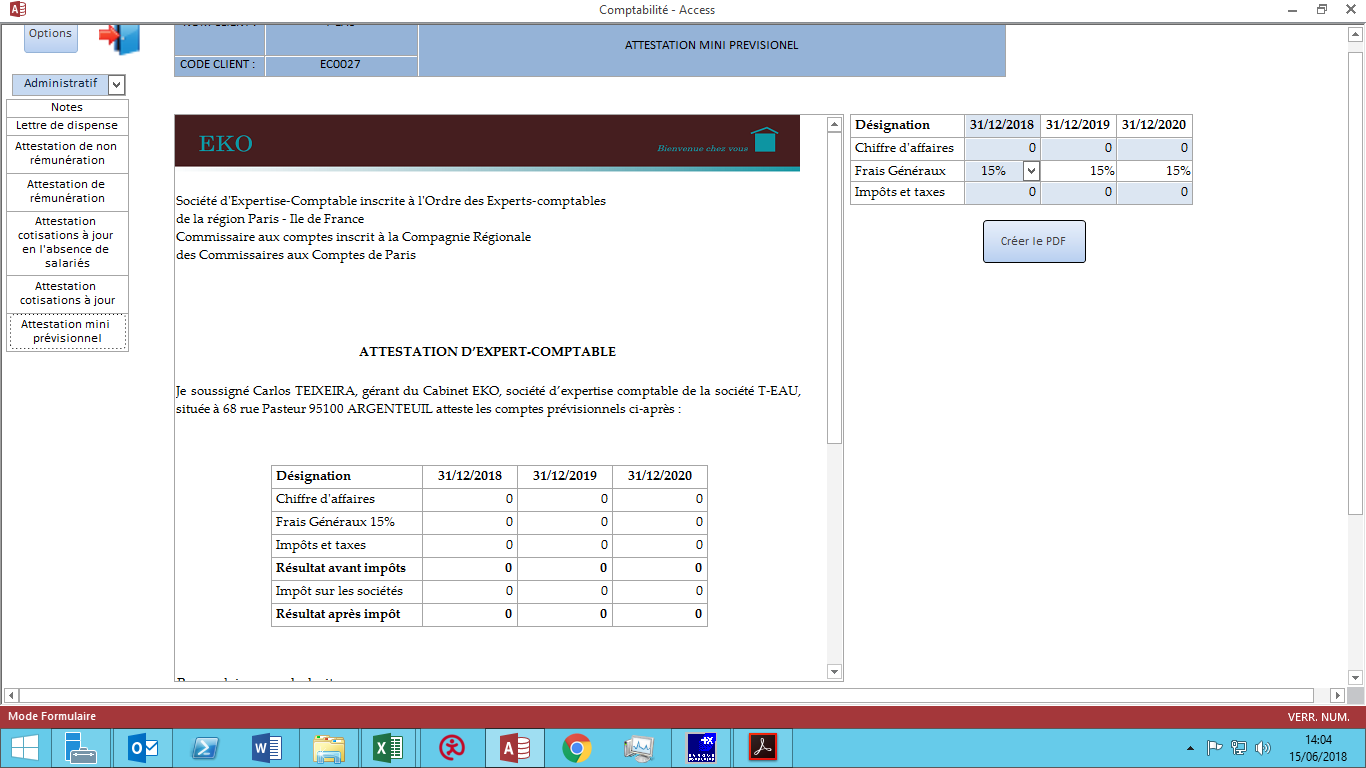 Comptabilité - Access
Options
CODE CLIENT :
EC0027
ATTESTATION MINI PREVISIONEL
Administratif
Notes
Lettre de dispense
Attestation de non
rémunération
Attestation de
rémunération
Attestation
cotisations à jour
en l'absence de
salariés
Attestation
cotisations à jour
Attestation mini
prévisionnel
EKO
Bienvenue chez vous
Société d'Expertise-Comptable inscrite à l'Ordre des Experts-comptables
de la région Paris - Ile de France
Commissaire aux comptes inscrit à la Compagnie Régionale
des Commissaires aux Comptes de Paris
ATTESTATION D’EXPERT-COMPTABLE
Je soussigné Carlos TEIXEIRA, gérant du Cabinet EKO, société d’expertise comptable de la société T-EAU,
située à 68 rue Pasteur 95100 ARGENTEUIL atteste les comptes prévisionnels ci-après :
Désignation 31/12/2018 31/12/2019 31/12/2020
Chiffre d'affaires 0 0 0
Frais Généraux 15% 0 0 0
Impôts et taxes 0 0 0
Résultat avant impôts 0 0 0
Impôt sur les sociétés 0 0 0
Résultat après impôt 0 0 0
Désignation 31/12/2018 31/12/2019 31/12/2020
Chiffre d'affaires 0 0 0
Frais Généraux 15% 15% 15%
Impôts et taxes 0 0 0
Créer le PDF
Mode Formulaire
VERR. NUM.
14:04
15/06/2018